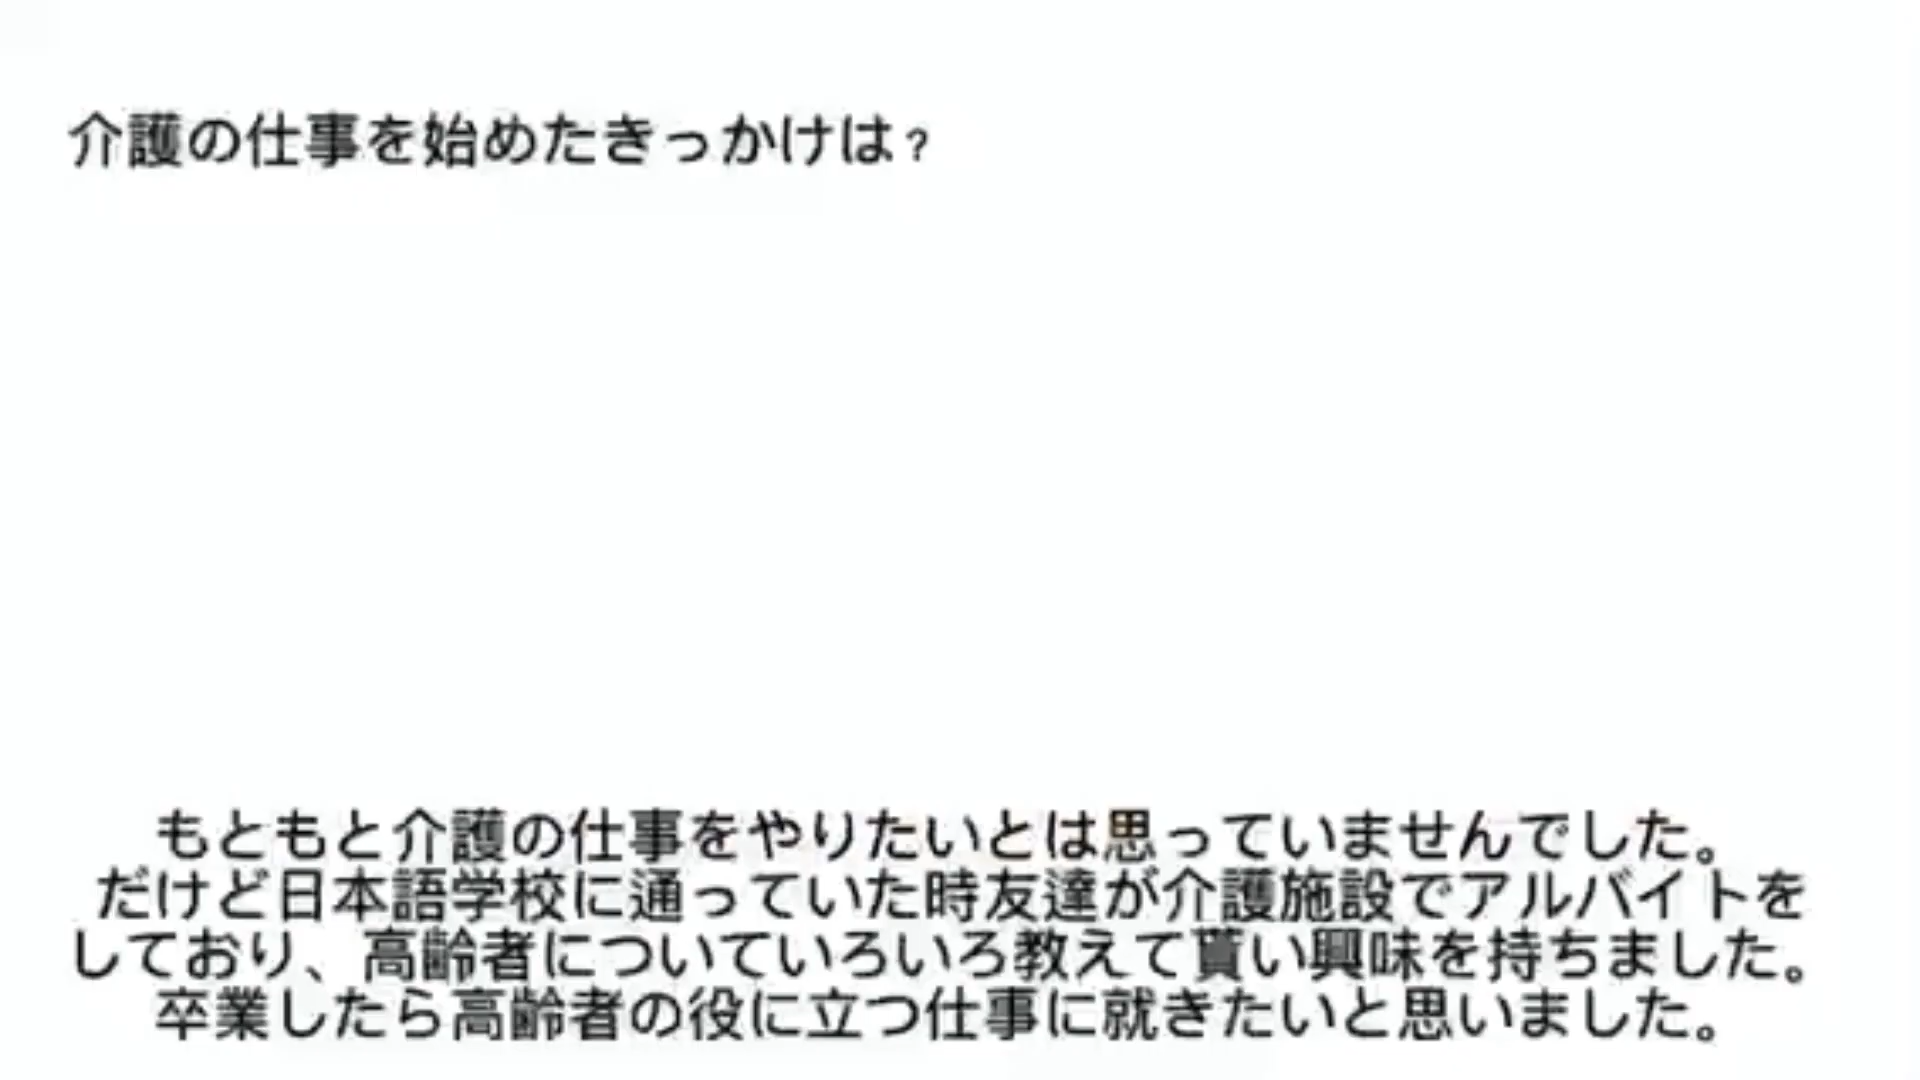 介護の仕事を始めたきっかけは？
もともと介護の仕事をやりたいとは思っていませんでした。
だけど日本語学校に通っていた時友達が介護施設でアルバイトを
しており、高齢者についていろいろ教えて貰い興味を持ちました。
卒業したら高齢者の役に立つ仕事に就きたいと思いました。